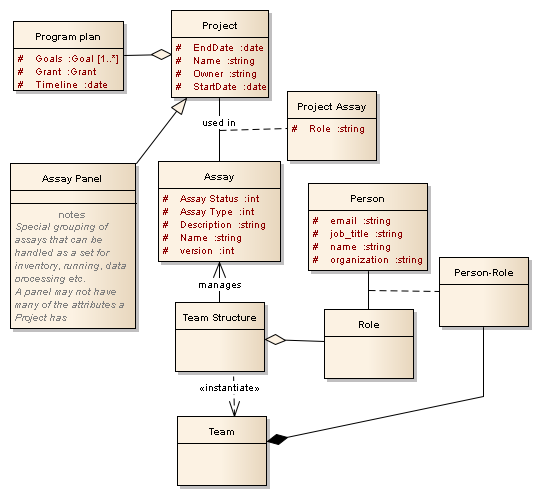 Program plan
# Goals :Goal [1..*]
# Grant :Grant
# Timeline :date
Project
# EndDate :date
# Name :string
# Owner :string
# StartDate :date
used in
Project Assay
# Role :string
Assay Panel
notes
Special grouping of
assays that can be
handled as a set for
inventory, running, data
processing etc.
A panel may not have
many of the attributes a
Project has
Assay
# Assay Status :int
# Assay Type :int
# Description :string
# Name :string
# version :int
Person
# email :string
# job_title :string
# name :string
# organization :string
Person-Role
manages
Team Structure
Role
«instantiate»
Team